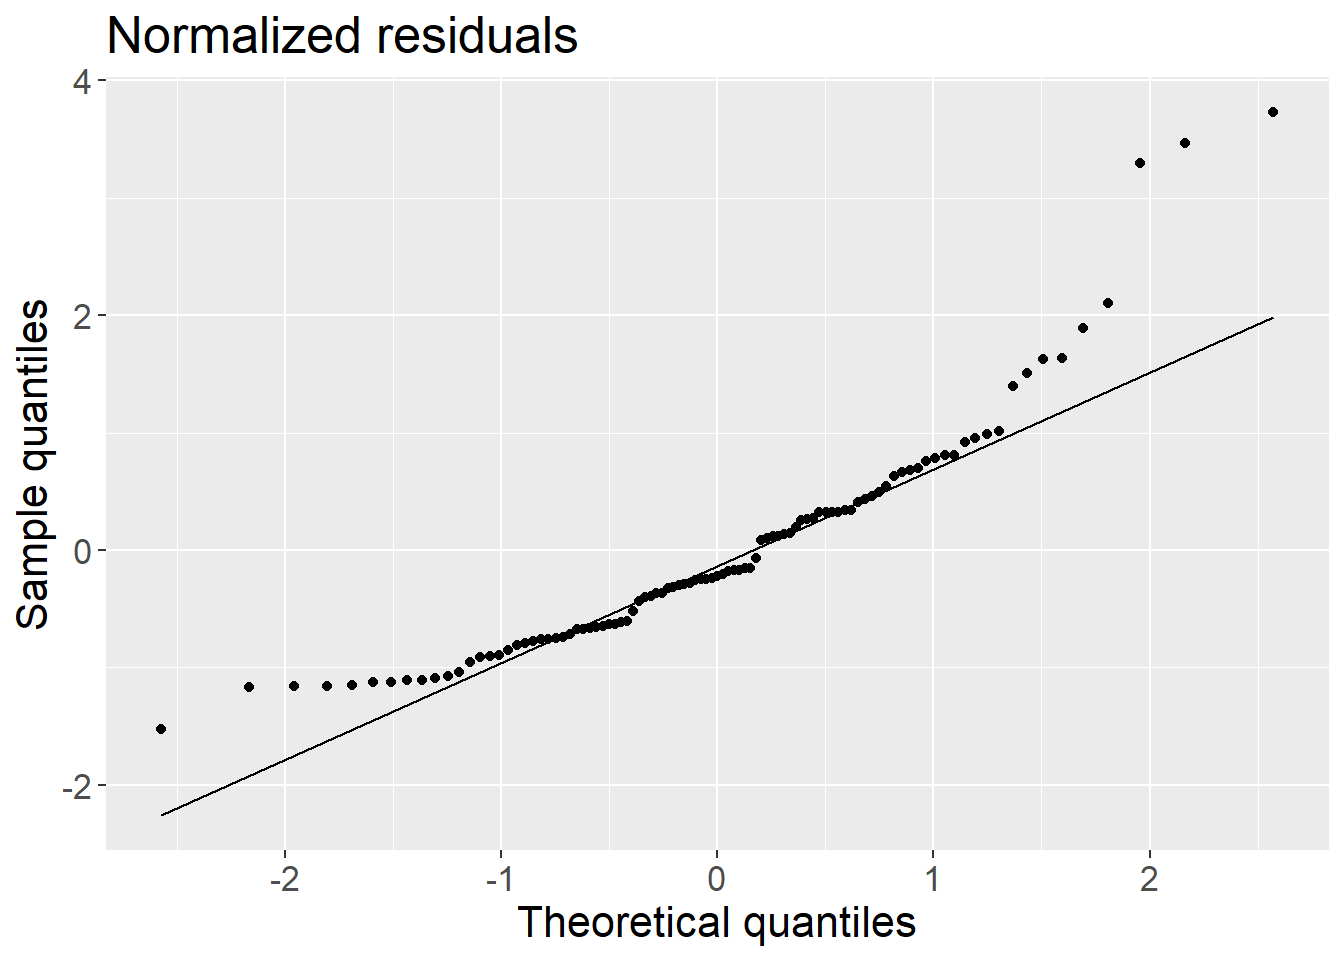 Normalized residuals
4
2
0
-2
Sample quantiles
-2 -1 0 1 2
Theoretical quantiles